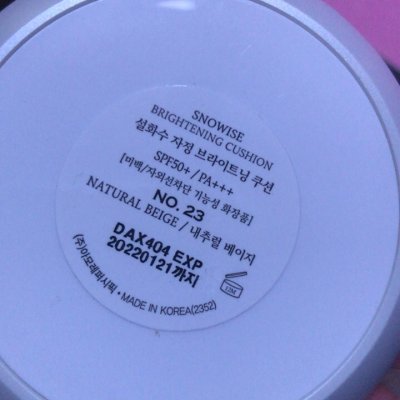 SNOWISE
BRIGHTENING CUSHION
설화수 자정 브라이트닝 쿠션
SPF50+ / PA+++
[미백/자외선차단 기능성 화장품]
NO. 23
NATURAL BEIGE / 내추럴 베이지
DAX404 EXP
20220121까지
12M
(주)아모레퍼시픽 • MADE IN KOREA(2352)